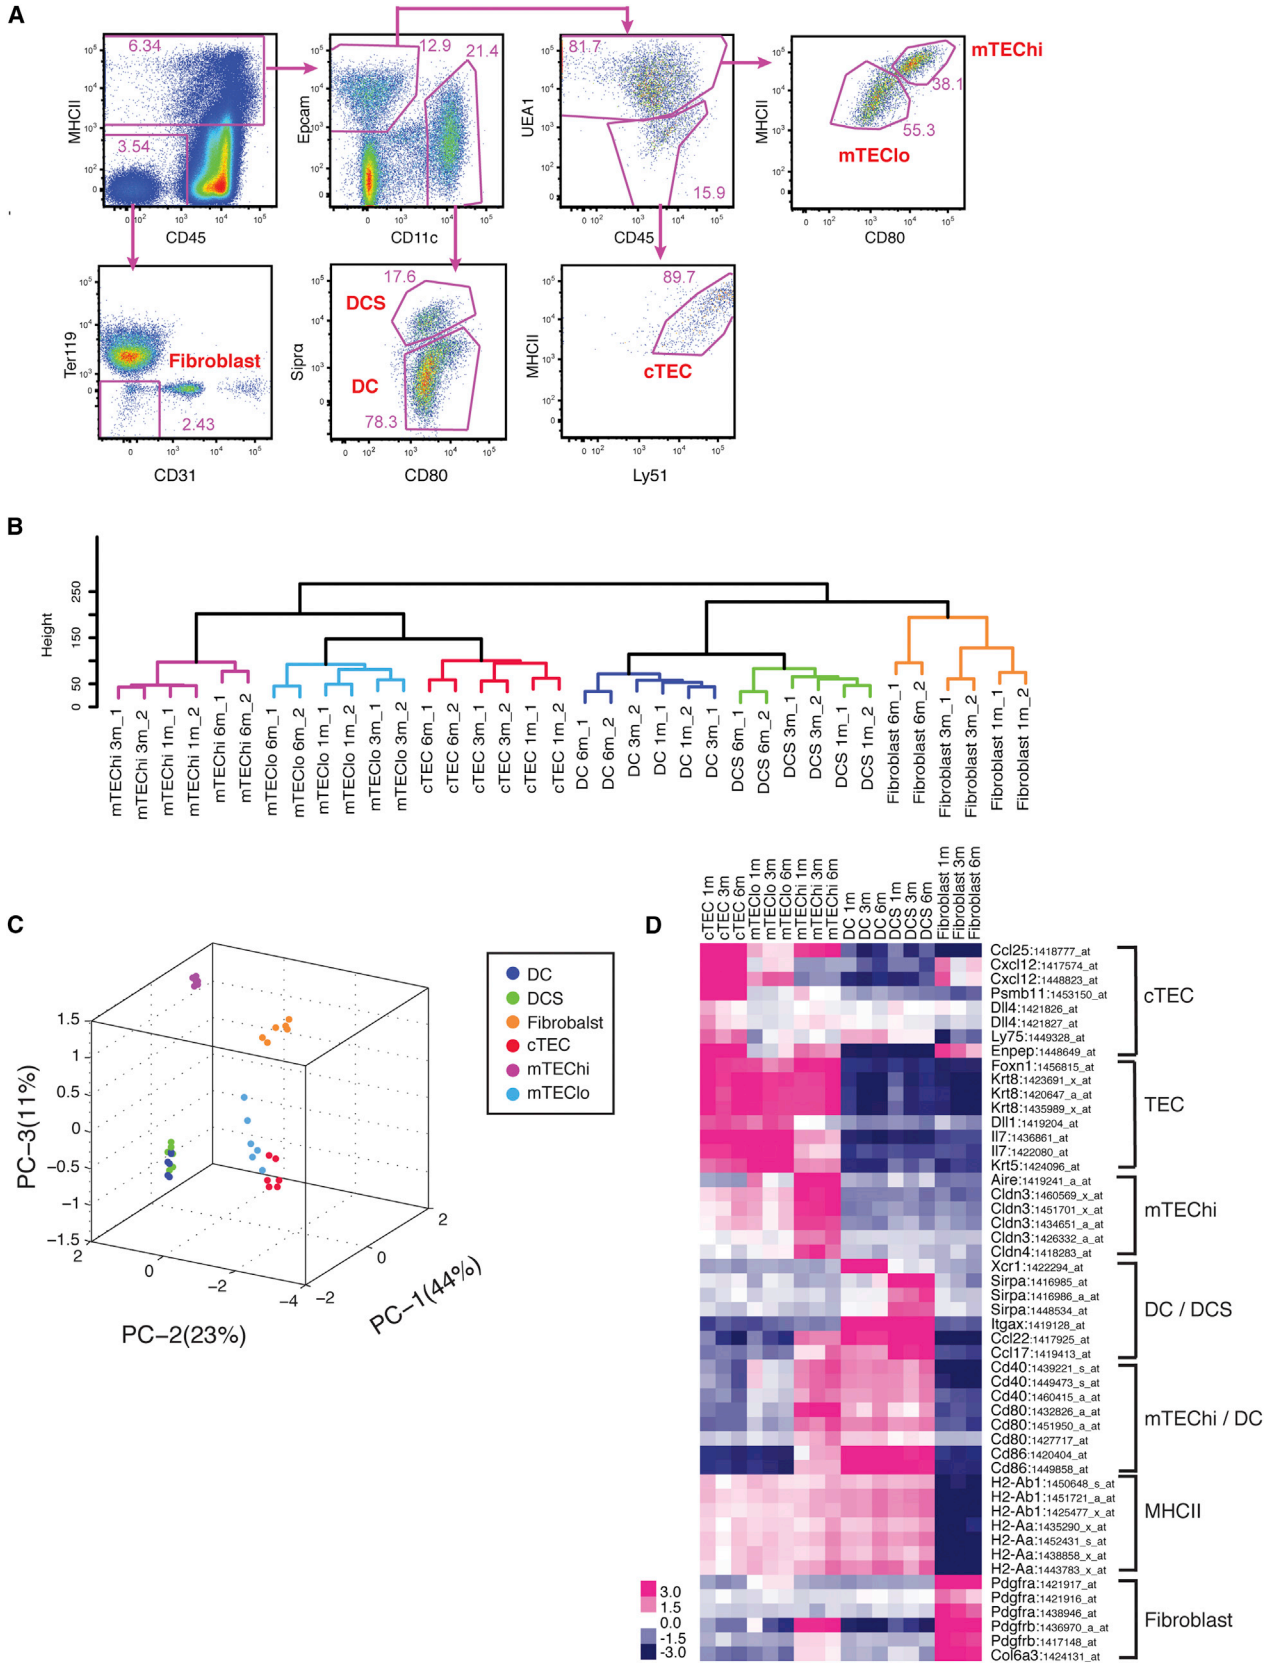 A
6.34
3.54
MHCII
CD45
10⁵
10⁴
10³
10²
0
0 10²
10³
10⁴
10⁵
12.9
21.4
Epcam
CD11c
81.7
15.9
UEA1
CD45
mTEChi
38.1
55.3
mTEClo
MHCII
CD80
Ter119
Fibroblast
2.43
CD31
17.6
DCS
DC
78.3
Siprα
CD80
89.7
cTEC
MHCII
Ly51
B
Height
250
150
50
0
mTEChi 3m_1
mTEChi 3m_2
mTEChi 1m_1
mTEChi 1m_2
mTEChi 6m_1
mTEChi 6m_2
mTEClo 6m_1
mTEClo 6m_2
mTEClo 1m_1
mTEClo 1m_2
mTEClo 3m_1
mTEClo 3m_2
cTEC 6m_1
cTEC 6m_2
cTEC 3m_1
cTEC 3m_2
cTEC 1m_1
cTEC 1m_2
DC 6m_1
DC 6m_2
DC 3m_2
DC 1m_1
DC 1m_2
DC 3m_1
DCS 6m_1
DCS 6m_2
DCS 3m_1
DCS 3m_2
DCS 1m_1
DCS 1m_2
Fibroblast 6m_1
Fibroblast 6m_2
Fibroblast 3m_1
Fibroblast 3m_2
Fibroblast 1m_1
Fibroblast 1m_2
C
PC−3(11%)
1.5
1
0.5
0
−0.5
−1
−1.5
2
0
−2
−4
PC−2(23%)
−2
0
2
PC−1(44%)
DC
DCS
Fibrobalst
cTEC
mTEChi
mTEClo
D
cTEC 1m
cTEC 3m
cTEC 6m
mTEClo 1m
mTEClo 3m
mTEClo 6m
mTEChi 1m
mTEChi 3m
mTEChi 6m
DC 1m
DC 3m
DC 6m
DCS 1m
DCS 3m
DCS 6m
Fibroblast 1m
Fibroblast 3m
Fibroblast 6m
Ccl25:1418777_at
Cxcl12:1417574_at
Cxcl12:1448823_at
Psmb11:1453150_at
Dll4:1421826_at
Dll4:1421827_at
Ly75:1449328_at
Enpep:1448649_at
cTEC
Foxn1:1456815_at
Krt8:1423691_x_at
Krt8:1420647_a_at
Krt8:1435989_x_at
Dll1:1419204_at
Il7:1436861_at
Il7:1422080_at
Krt5:1424096_at
TEC
Aire:1419241_a_at
Cldn3:1460569_x_at
Cldn3:1451701_x_at
Cldn3:1434651_a_at
Cldn3:1426332_a_at
Cldn4:1418283_at
mTEChi
Xcr1:1422294_at
Sirpa:1416985_at
Sirpa:1416986_a_at
Sirpa:1448534_at
Itgax:1419128_at
Ccl22:1417925_at
Ccl17:1419413_at
DC / DCS
Cd40:1439221_s_at
Cd40:1449473_s_at
Cd40:1460415_a_at
Cd80:1432826_a_at
Cd80:1451950_a_at
Cd80:1427717_at
Cd86:1420404_at
Cd86:1449858_at
mTEChi / DC
H2-Ab1:1450648_s_at
H2-Ab1:1451721_a_at
H2-Ab1:1425477_x_at
H2-Aa:1435290_x_at
H2-Aa:1452431_s_at
H2-Aa:1438858_x_at
H2-Aa:1443783_x_at
MHCII
Pdgfra:1421917_at
Pdgfra:1421916_at
Pdgfra:1438946_at
Pdgfrb:1436970_a_at
Pdgfrb:1417148_at
Col6a3:1424131_at
Fibroblast
3.0
1.5
0.0
-1.5
-3.0